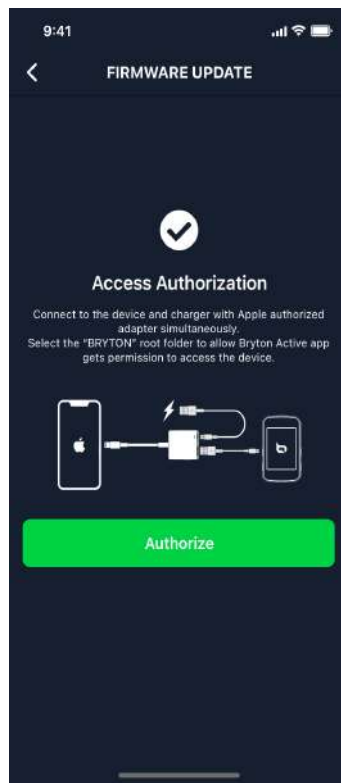 9:41
FIRMWARE UPDATE
Access Authorization
Connect to the device and charger with Apple authorized
adapter simultaneously.
Select the "BRYTON" root folder to allow Bryton Active app
gets permission to access the device.
Authorize